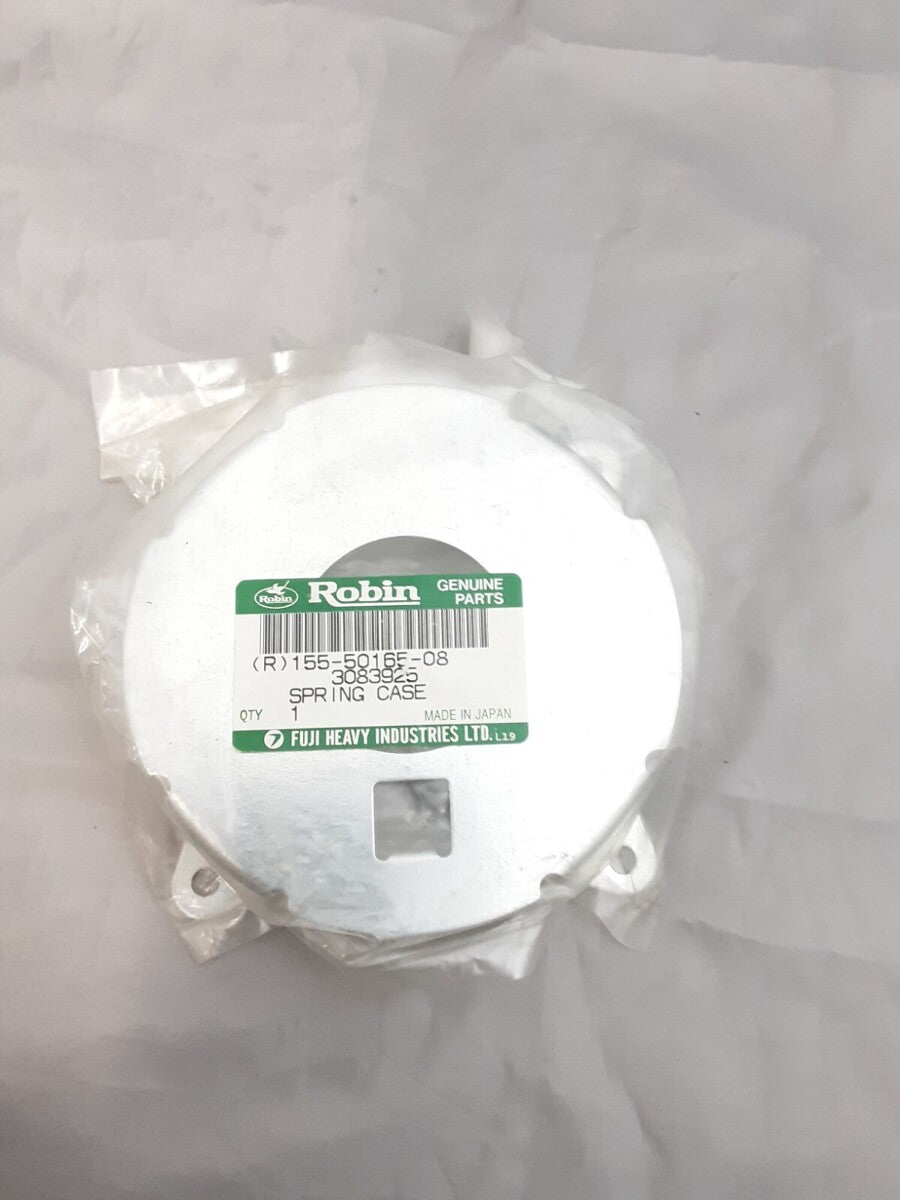 Robin Robin GENUINE
PARTS
(R)155-50165-08
3083925
SPRING CASE
QTY 1 MADE IN JAPAN
FUJI HEAVY INDUSTRIES LTD. L19